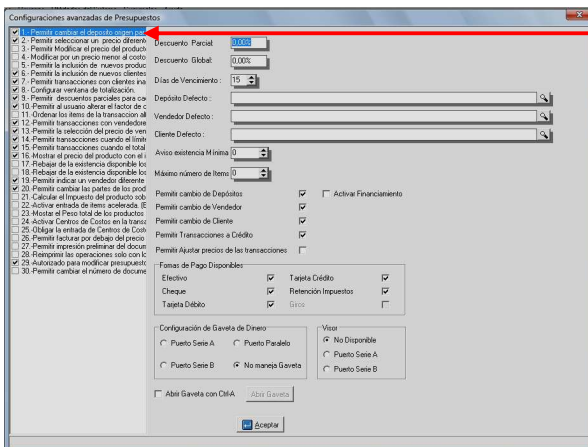 Configuraciones avanzadas de Presupuestos
1.- Permitir cambiar el deposito origen par
2.- Permitir seleccionar un precio diferente
3.- Permitir Modificar el precio del producto
4.- Modificar por un precio menor al costo
5.- Permitir la inclusión de nuevos produc
6.- Permitir la inclusión de nuevos clientes
7.- Permitir transacciones con clientes ina
8.- Configurar ventana de totalización.
9.- Permitir descuentos parciales para ca
10.-Permitir al usuario alterar el factor de c
11.-Ordenar los items de la transaccion al
12.-Permitir transacciones con vendedore
13.-Permitir la selección del precio de ven
14.-Permitir transacciones cuando el límit
15.-Permitir transacciones cuando el total
16.-Mostrar el precio del producto con el i
17.-Rebajar de la existencia disponible los
18.-Rebajar de la existencia disponible los
19.-Permitir indicar un vendedor diferente
20.-Permitir cambiar las partes de los prod
21.-Calcular el Impuesto del producto sob
22.-Activar entrada de items acelerada. (E
23.-Mostar el Peso total de los productos
24.-Activar Centros de Costos en la transa
25.-Obligar la entrada de Centros de Cost
26.-Permitir facturar por debajo del precio
27.-Permitir impresión preliminar del docum
28.-Reimprimir las operaciones solo con lo
29.-Autorizado para modificar presupuesto
30.-Permitir cambiar el número de docume
Descuento Parcial: 0,00%
Descuento Global: 0,00%
Días de Vencimiento : 15
Depósito Defecto :
Vendedor Defecto :
Cliente Defecto :
Aviso existencia Mínima 0
Máximo número de Items 0
Permitir cambio de Depósitos Activar Financiamiento
Permitir cambio de Vendedor
Permitir cambio de Cliente
Permitir Transacciones a Crédito
Permitir Ajustar precios de las transacciones
Fomas de Pago Disponibles
Efectivo Tarjeta Crédito
Cheque Retención Impuestos
Tarjeta Débito Giros
Configuración de Gaveta de Dinero
Puerto Serie A Puerto Paralelo
Puerto Serie B No maneja Gaveta
Visor
No Disponible
Puerto Serie A
Puerto Serie B
Abrir Gaveta con Ctrl-A Abrir Gaveta
Aceptar